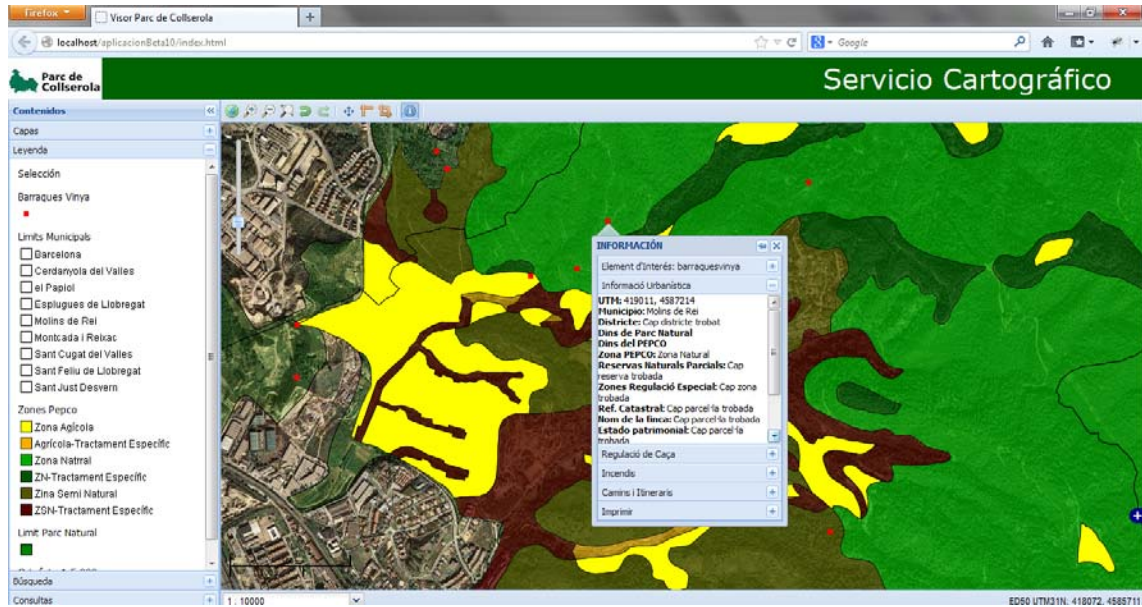 Firefox
Visor Parc de Collserola
localhost/aplicacionBeta10/index.html
Google
Parc de
Collserola
Servicio Cartográfico
Contenidos
Capas
Leyenda
Selección
Barraques Vinya
Limits Municipals
Barcelona
Cerdanyola del Valles
el Papiol
Esplugues de Llobregat
Molins de Rei
Montcada i Reixac
Sant Cugat del Valles
Sant Feliu de Llobregat
Sant Just Desvern
Zones Pepco
Zona Agícola
Agrícola-Tractament Específic
Zona Natrral
ZN-Tractament Específic
Zina Semi Natural
ZSN-Tractament Específic
Limit Parc Natural
Búsqueda
Consultas
INFORMACIÓN
Element d'Interés: barraquesvinya
Informació Urbanística
UTM: 419011, 4587214
Municipio: Molins de Rei
Districte: Cap districte trobat
Dins de Parc Natural
Dins del PEPCO
Zona PEPCO: Zona Natural
Reservas Naturals Parcials: Cap
reserva trobada
Zones Regulació Especial: Cap zona
trobada
Ref. Catastral: Cap parcel·la trobada
Nom de la finca: Cap parcel·la trobada
Estado patrimonial: Cap parcel·la
trobada
Regulació de Caça
Incendis
Camins i Itineraris
Imprimir
1 : 10000
ED50 UTM31N: 418072, 4585711